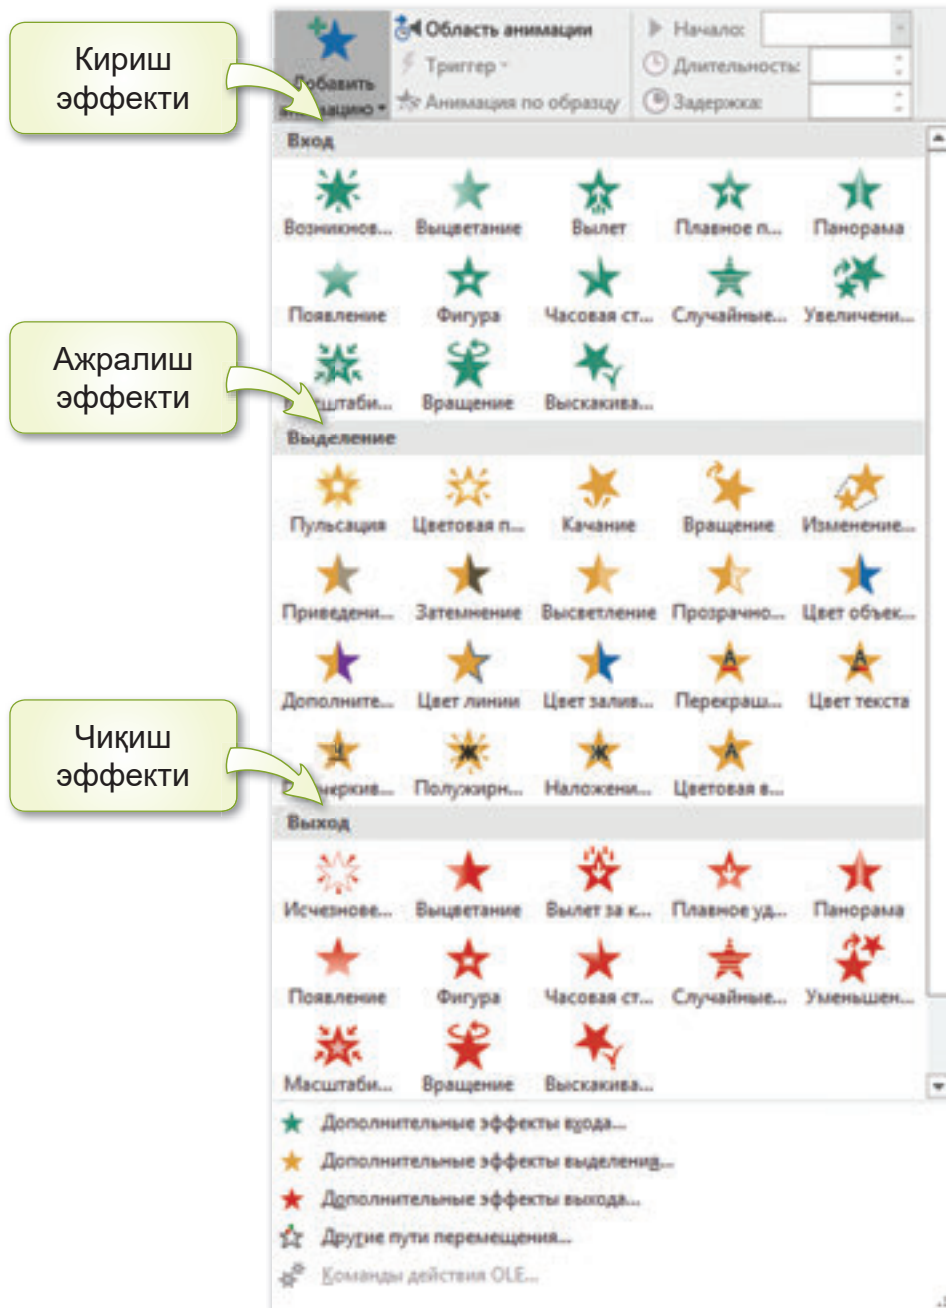 Кириш
эффекти
Добавить
анимацию
Область анимации
Триггер
Анимация по образцу
Начало:
Длительность:
Задержка:
Вход
Возникнов... Выцветание Вылет Плавное п... Панорама
Появление Фигура Часовая ст... Случайные... Увеличени...
Ажралиш
эффекти
Масштаби... Вращение Выскакива...
Выделение
Пульсация Цветовая п... Качание Вращение Изменение...
Приведени... Затемнение Высветление Прозрачно... Цвет объек...
Дополните... Цвет линии Цвет залив... Перекраш... Цвет текста
Чиқиш
эффекти
Подчеркив... Полужирн... Наложени... Цветовая в...
Выход
Исчезнове... Выцветание Вылет за к... Плавное уд... Панорама
Появление Фигура Часовая ст... Случайные... Уменьшен...
Масштаби... Вращение Выскакива...
Дополнительные эффекты входа...
Дополнительные эффекты выделения...
Дополнительные эффекты выхода...
Другие пути перемещения...
Команды действия OLE...